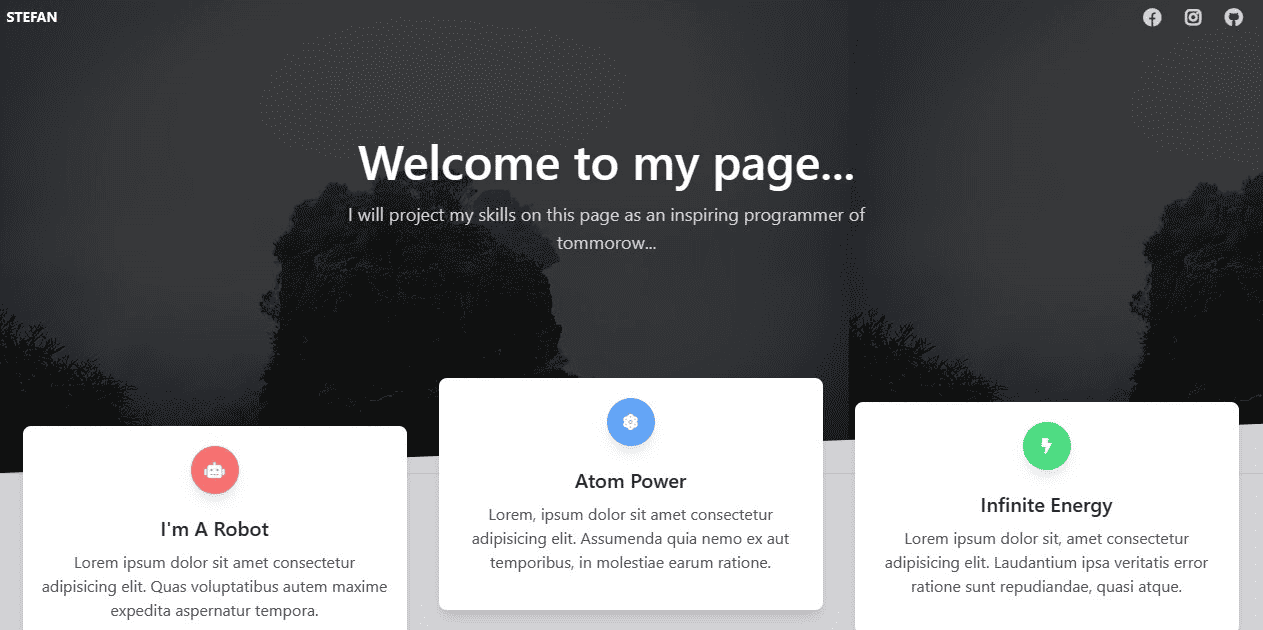 STEFAN
Welcome to my page...
I will project my skills on this page as an inspiring programmer of
tommorow...
I'm A Robot
Lorem ipsum dolor sit amet consectetur
adipisicing elit. Quas voluptatibus autem maxime
expedita aspernatur tempora.
Atom Power
Lorem, ipsum dolor sit amet consectetur
adipisicing elit. Assumenda quia nemo ex aut
temporibus, in molestiae earum ratione.
Infinite Energy
Lorem ipsum dolor sit, amet consectetur
adipisicing elit. Laudantium ipsa veritatis error
ratione sunt repudiandae, quasi atque.